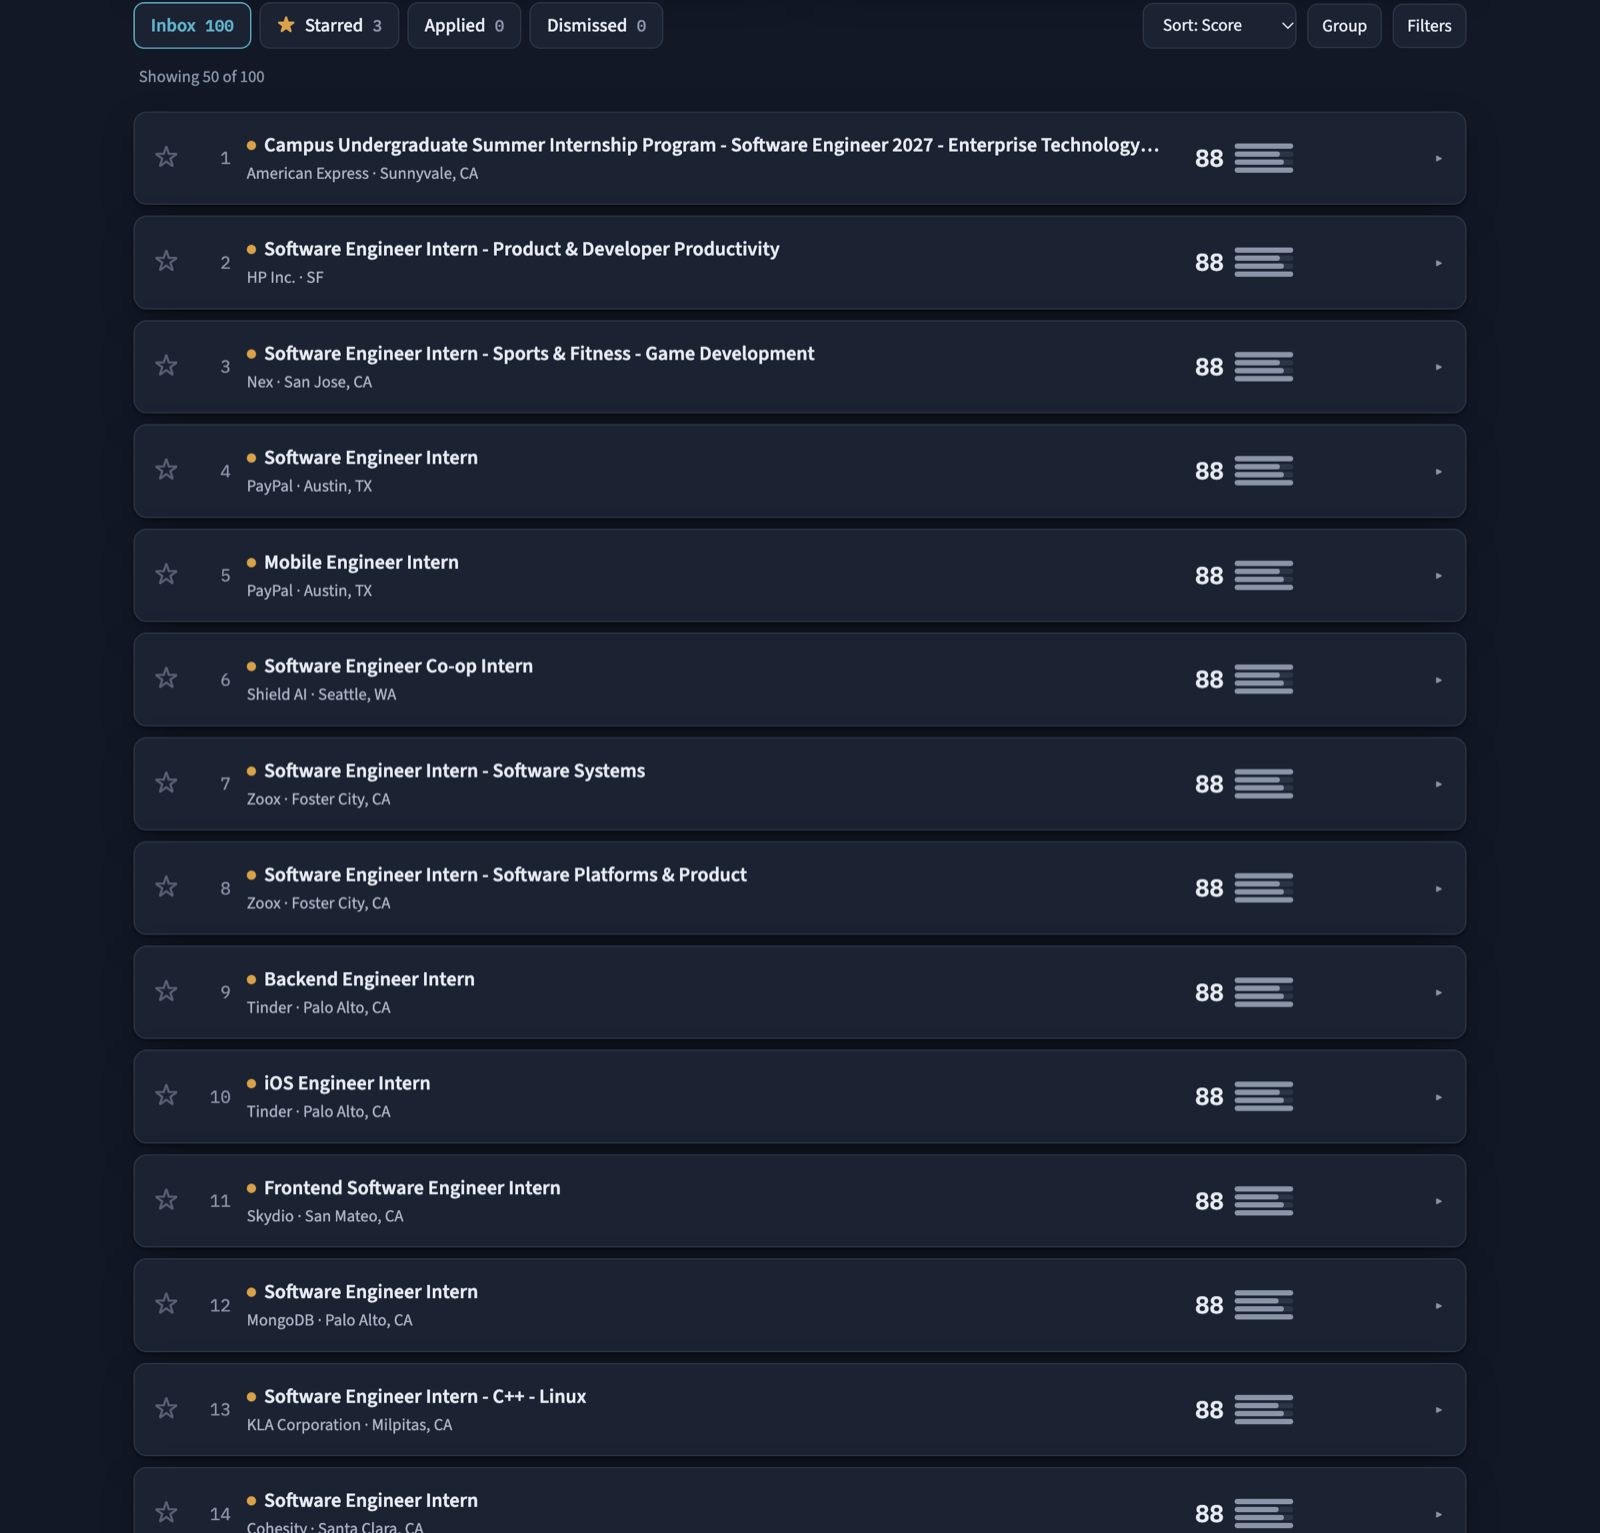 Inbox 100
Starred 3
Applied 0
Dismissed 0
Sort: Score
Group
Filters
Showing 50 of 100
1
Campus Undergraduate Summer Internship Program - Software Engineer 2027 - Enterprise Technology...
American Express · Sunnyvale, CA
88
2
Software Engineer Intern - Product & Developer Productivity
HP Inc. · SF
88
3
Software Engineer Intern - Sports & Fitness - Game Development
Nex · San Jose, CA
88
4
Software Engineer Intern
PayPal · Austin, TX
88
5
Mobile Engineer Intern
PayPal · Austin, TX
88
6
Software Engineer Co-op Intern
Shield AI · Seattle, WA
88
7
Software Engineer Intern - Software Systems
Zoox · Foster City, CA
88
8
Software Engineer Intern - Software Platforms & Product
Zoox · Foster City, CA
88
9
Backend Engineer Intern
Tinder · Palo Alto, CA
88
10
iOS Engineer Intern
Tinder · Palo Alto, CA
88
11
Frontend Software Engineer Intern
Skydio · San Mateo, CA
88
12
Software Engineer Intern
MongoDB · Palo Alto, CA
88
13
Software Engineer Intern - C++ - Linux
KLA Corporation · Milpitas, CA
88
14
Software Engineer Intern
Cohesity · Santa Clara, CA
88